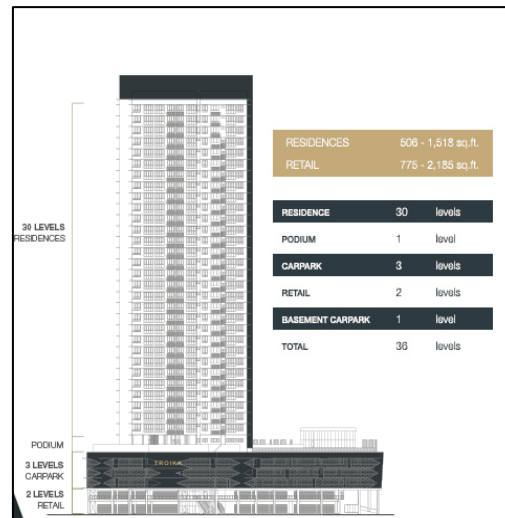 RESIDENCES 506 - 1,518 sq.ft.
RETAIL 775 - 2,185 sq.ft.
RESIDENCE 30 levels
PODIUM 1 level
CARPARK 3 levels
RETAIL 2 levels
BASEMENT CARPARK 1 level
TOTAL 36 levels
30 LEVELS
RESIDENCES
PODIUM
3 LEVELS
CARPARK
2 LEVELS
RETAIL
TROIKA